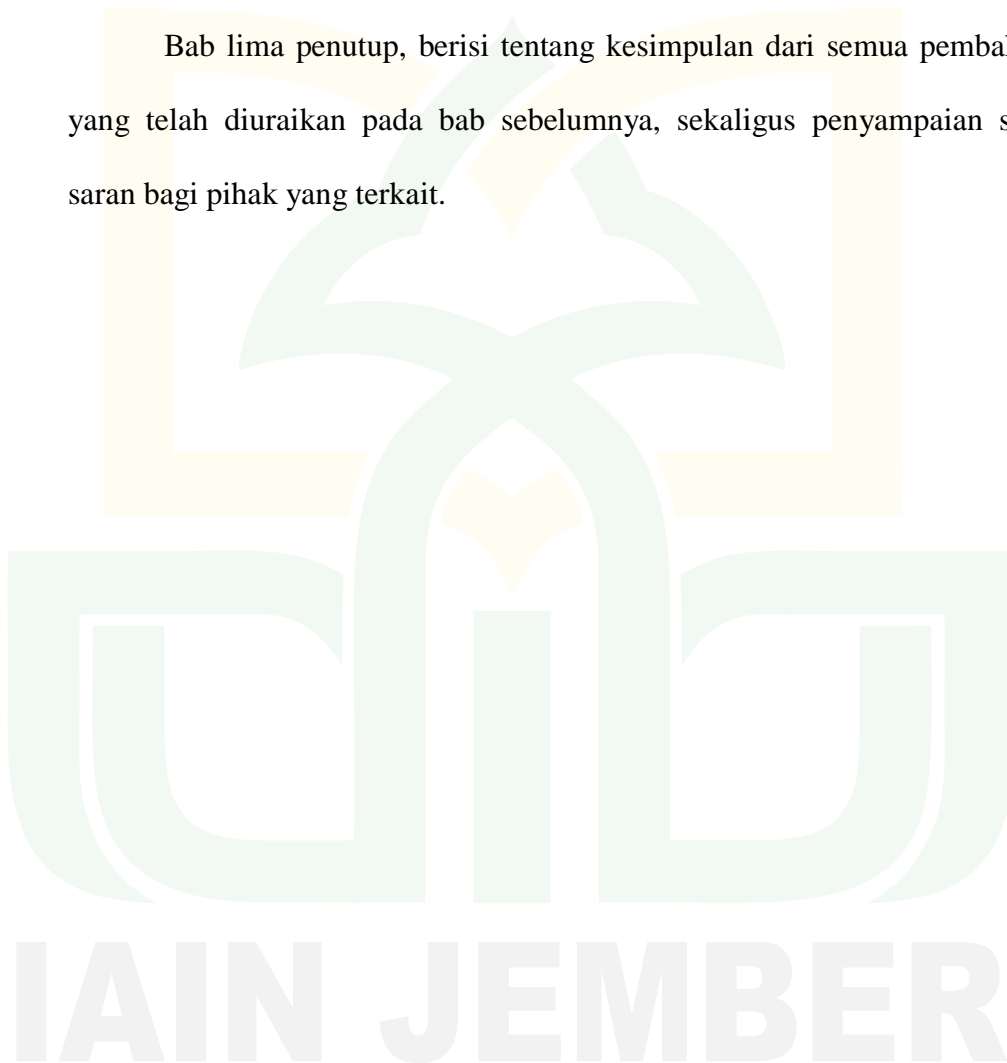 Bab lima penutup, berisi tentang kesimpulan dari semua
yang telah diuraikan pada bab sebelumnya, sekaligus penyampaian
saran bagi pihak yang terkait.
IAIN JEMBER